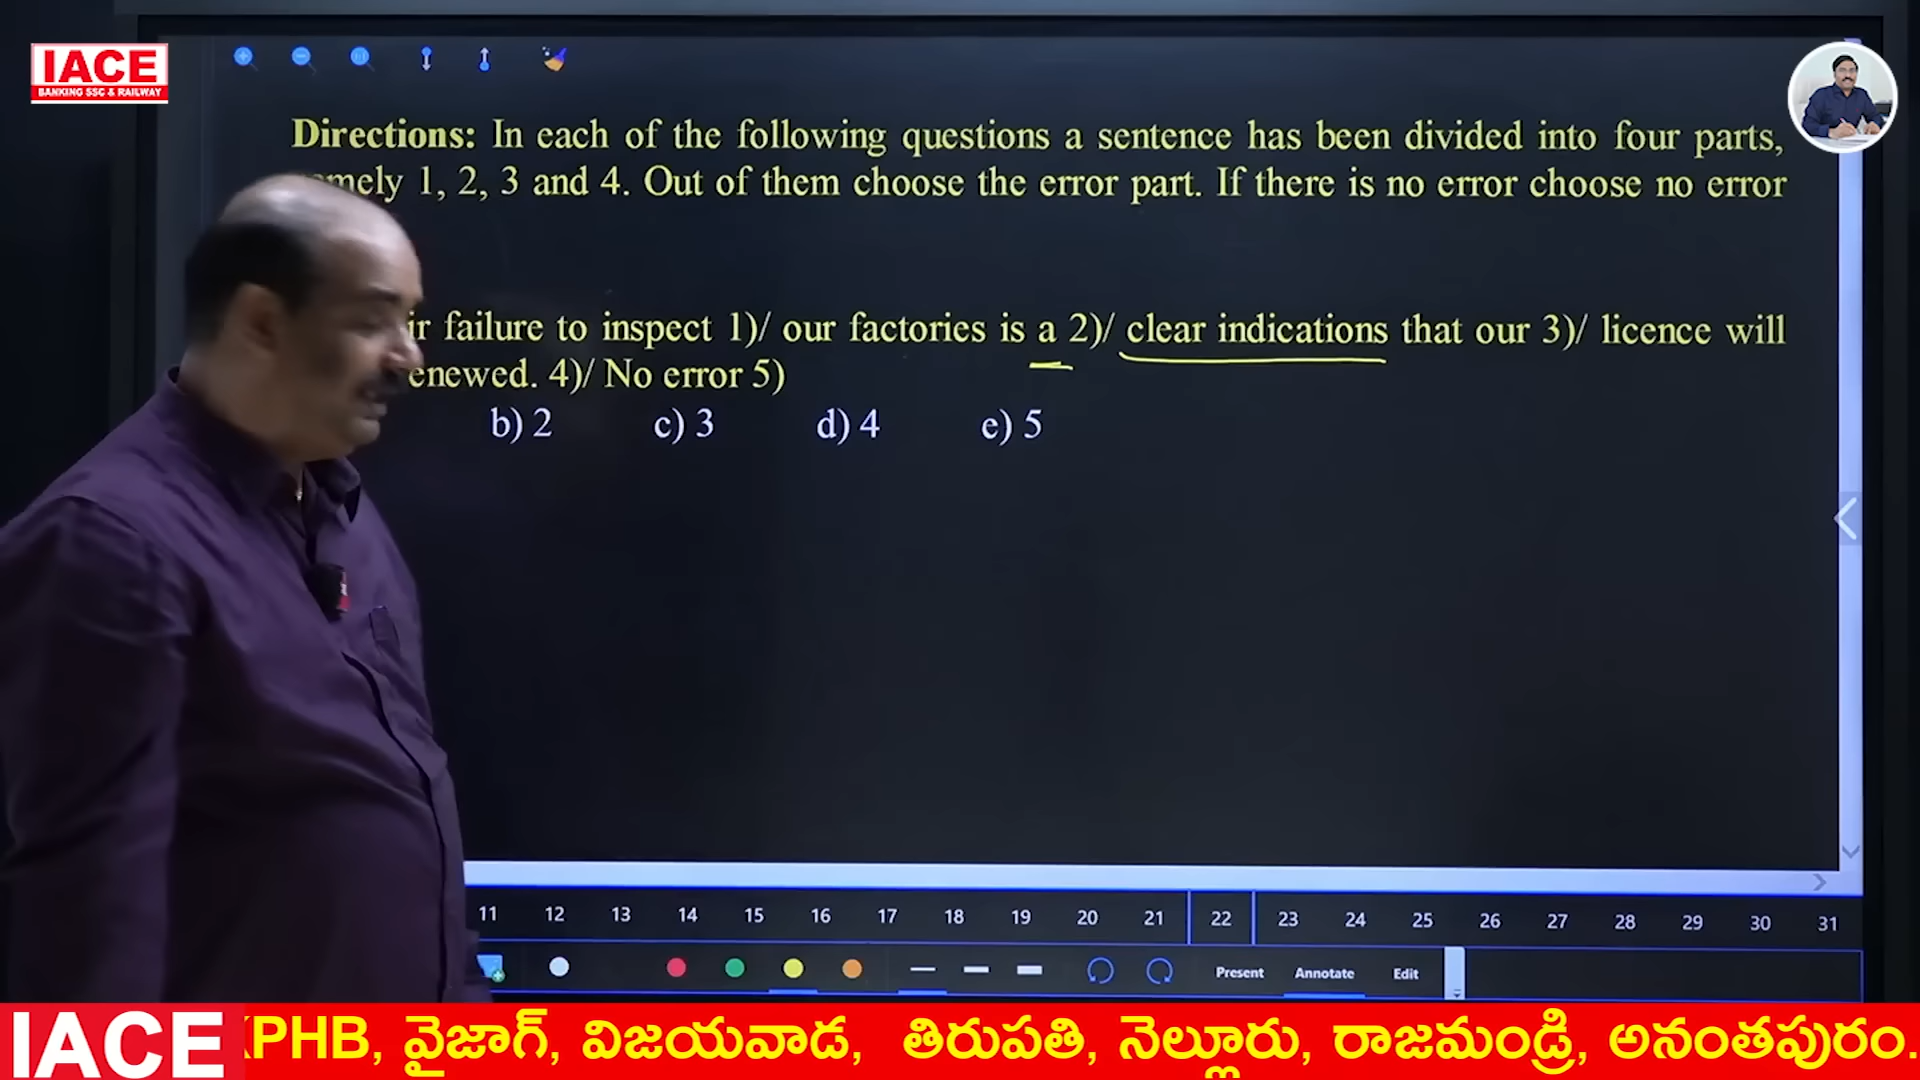 IACE
BANKING SSC & RAILWAY
Directions: In each of the following questions a sentence has been divided into four parts,
1, 2, 3 and 4. Out of them choose the error part. If there is no error choose no error
failure to inspect 1)/ our factories is a 2)/ clear indications that our 3)/ licence will
4)/ No error 5)
b) 2 c) 3 d) 4 e) 5
11 12 13 14 15 16 17 18 19 20 21 22 23 24 25 26 27 28 29 30 31
Present Annotate Edit
IACE KPHB, వైజాగ్, విజయవాడ, తిరుపతి, నెల్లూరు, రాజమండ్రి, అనంతపురం.